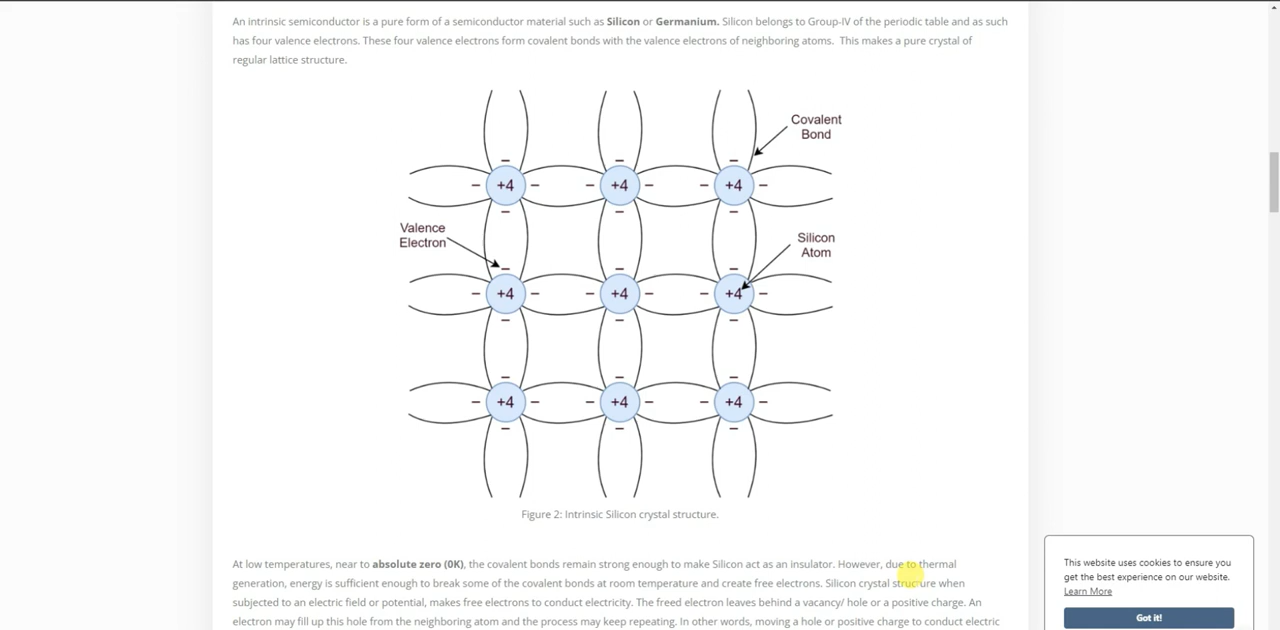 An intrinsic semiconductor is a pure form of a semiconductor material such as Silicon or Germanium. Silicon belongs to Group-IV of the periodic table and as such
has four valence electrons. These four valence electrons form covalent bonds with the valence electrons of neighboring atoms.  This makes a pure crystal of
regular lattice structure.
Covalent
Bond
− − −
− +4 − − +4 − − +4 −
− − −
Valence
Electron
Silicon
Atom
− − −
− +4 − − +4 − − +4 −
− − −
− − −
− +4 − − +4 − − +4 −
− − −
Figure 2: Intrinsic Silicon crystal structure.
At low temperatures, near to absolute zero (0K), the covalent bonds remain strong enough to make Silicon act as an insulator. However, due to thermal
generation, energy is sufficient enough to break some of the covalent bonds at room temperature and create free electrons. Silicon crystal structure when
subjected to an electric field or potential, makes free electrons to conduct electricity. The freed electron leaves behind a vacancy/ hole or a positive charge. An
electron may fill up this hole from the neighboring atom and the process may keep repeating. In other words, moving a hole or positive charge to conduct electric
This website uses cookies to ensure you
get the best experience on our website.
Learn More
Got it!